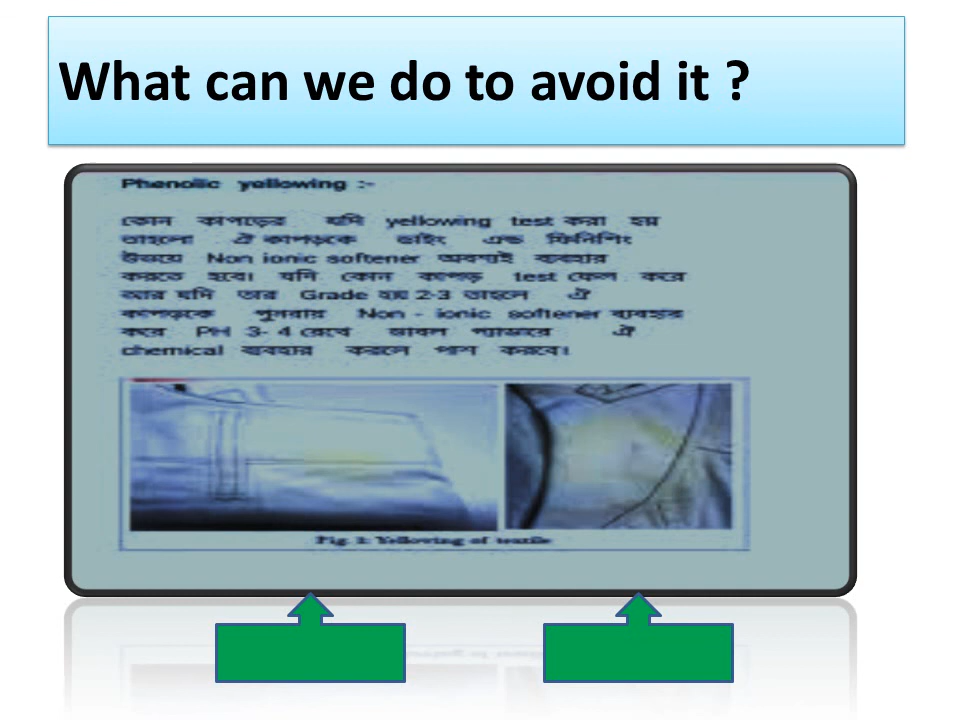 What can we do to avoid it ?
Phenolic yellowing :-
কোন কাপড়ের যদি yellowing test করা হয়
তাহলো ঐ কাপড়কে ডাইং এন্ড ফিনিশিং
উভয়ে Non ionic softener অবশ্যই ব্যবহার
করতে হবে। যদি কোন কাপড় test ফেল করে
আর যদি তার Grade হয় 2-3 তাহলে ঐ
কাপড়কে পুনরায় Non - ionic softener ব্যবহার
করে PH 3- 4 রেখে ডাবল প্যাডারে ঐ
chemical ব্যবহার করলে পাশ করবে।
Fig 1: Yellowing of textile